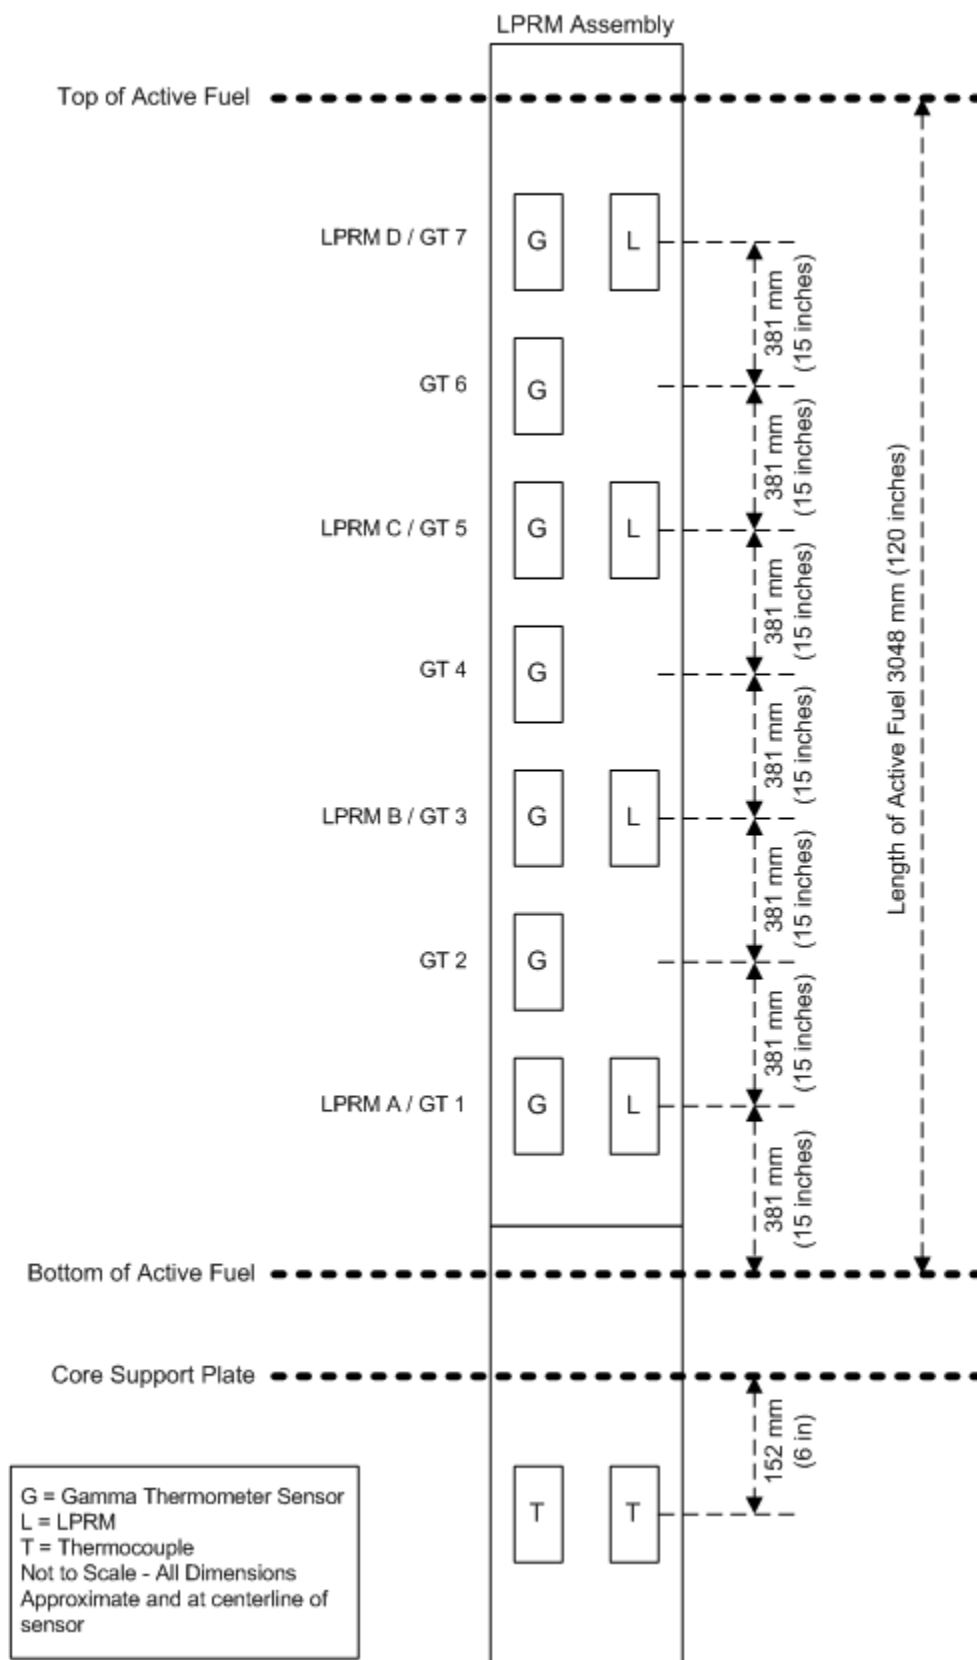 LPRM Assembly
Top of Active Fuel
LPRM D / GT 7
G
L
381 mm
(15 inches)
GT 6
G
381 mm
(15 inches)
LPRM C / GT 5
G
L
381 mm
(15 inches)
GT 4
G
381 mm
(15 inches)
Length of Active Fuel 3048 mm (120 inches)
LPRM B / GT 3
G
L
381 mm
(15 inches)
GT 2
G
381 mm
(15 inches)
LPRM A / GT 1
G
L
381 mm
(15 inches)
Bottom of Active Fuel
Core Support Plate
152 mm
(6 in)
T
T
G = Gamma Thermometer Sensor
L = LPRM
T = Thermocouple
Not to Scale - All Dimensions
Approximate and at centerline of
sensor